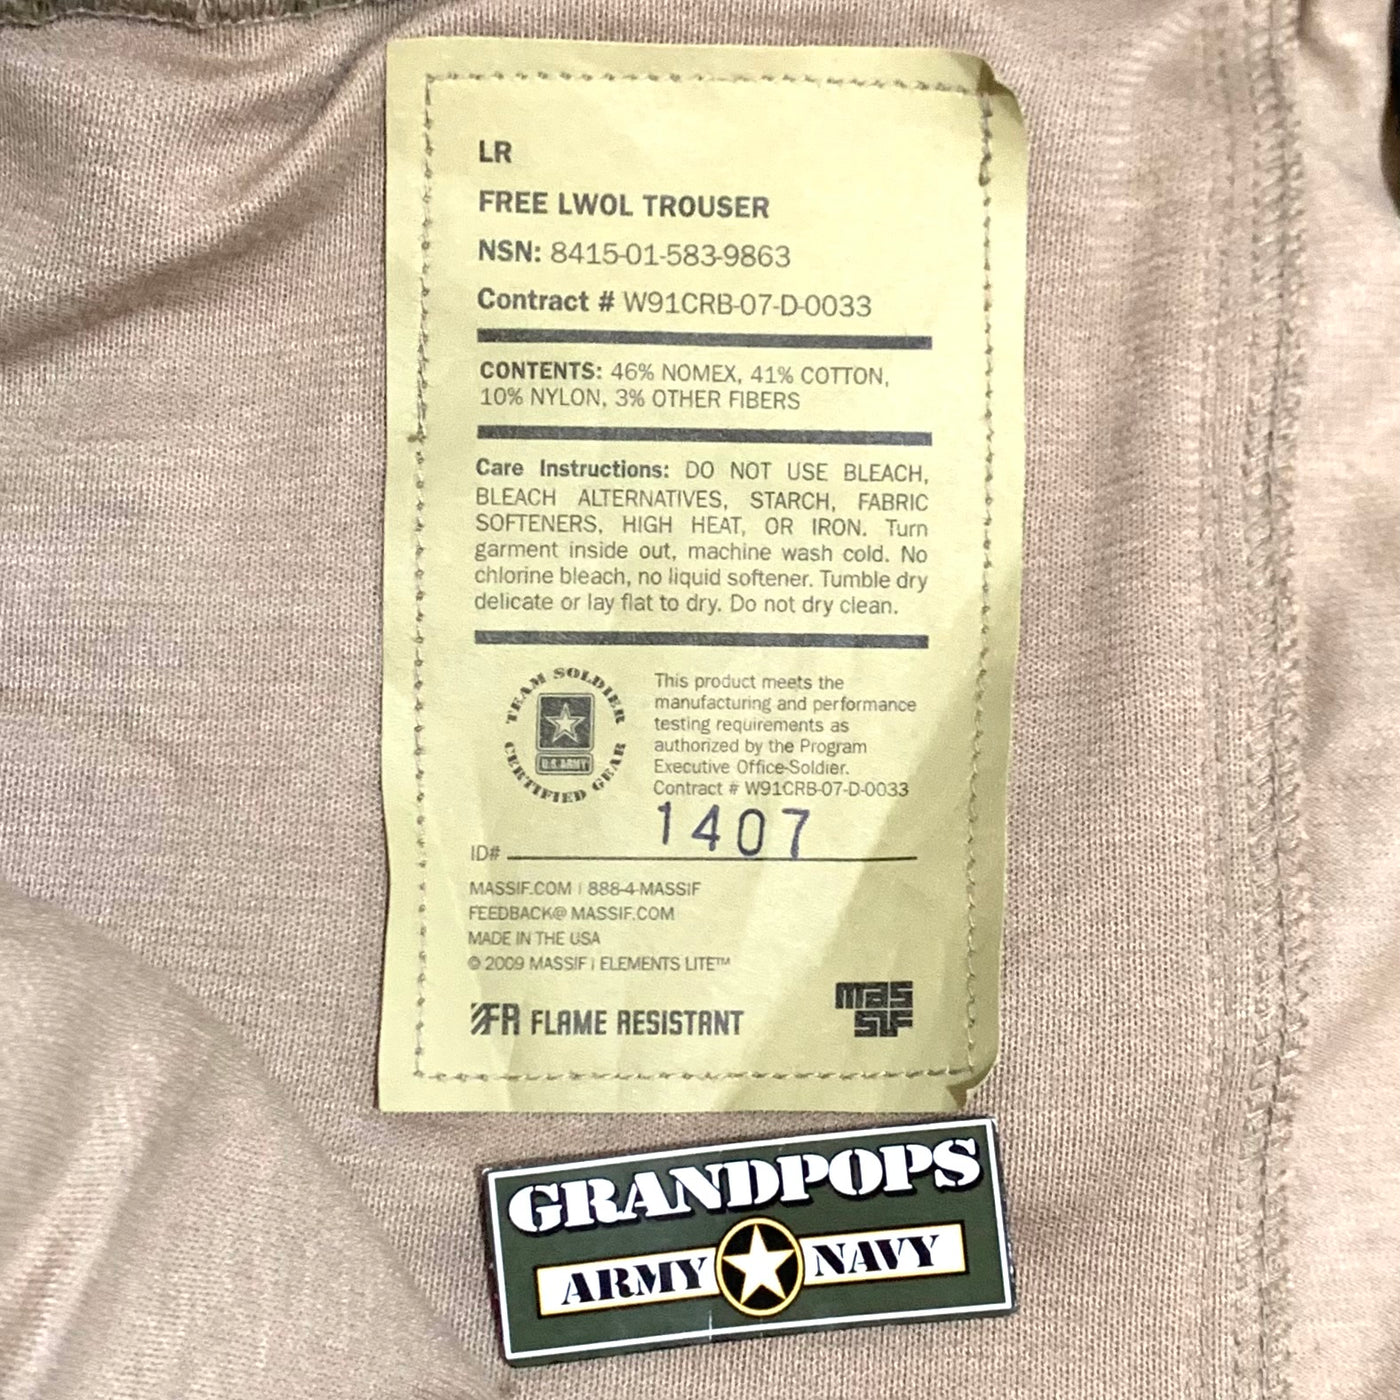 LR
FREE LWOL TROUSER
NSN: 8415-01-583-9863
Contract # W91CRB-07-D-0033
CONTENTS: 46% NOMEX, 41% COTTON,
10% NYLON, 3% OTHER FIBERS
Care Instructions: DO NOT USE BLEACH,
BLEACH ALTERNATIVES, STARCH, FABRIC
SOFTENERS, HIGH HEAT, OR IRON. Turn
garment inside out, machine wash cold. No
chlorine bleach, no liquid softener. Tumble dry
delicate or lay flat to dry. Do not dry clean.
TEAM SOLDIER
U.S.ARMY
CERTIFIED GEAR
This product meets the
manufacturing and performance
testing requirements as
authorized by the Program
Executive Office-Soldier.
Contract # W91CRB-07-D-0033
1407
ID#
MASSIF.COM | 888-4-MASSIF
FEEDBACK@ MASSIF.COM
MADE IN THE USA
© 2009 MASSIF | ELEMENTS LITE™
FR FLAME RESISTANT
MAS
SIF
GRANDPOPS
ARMY NAVY